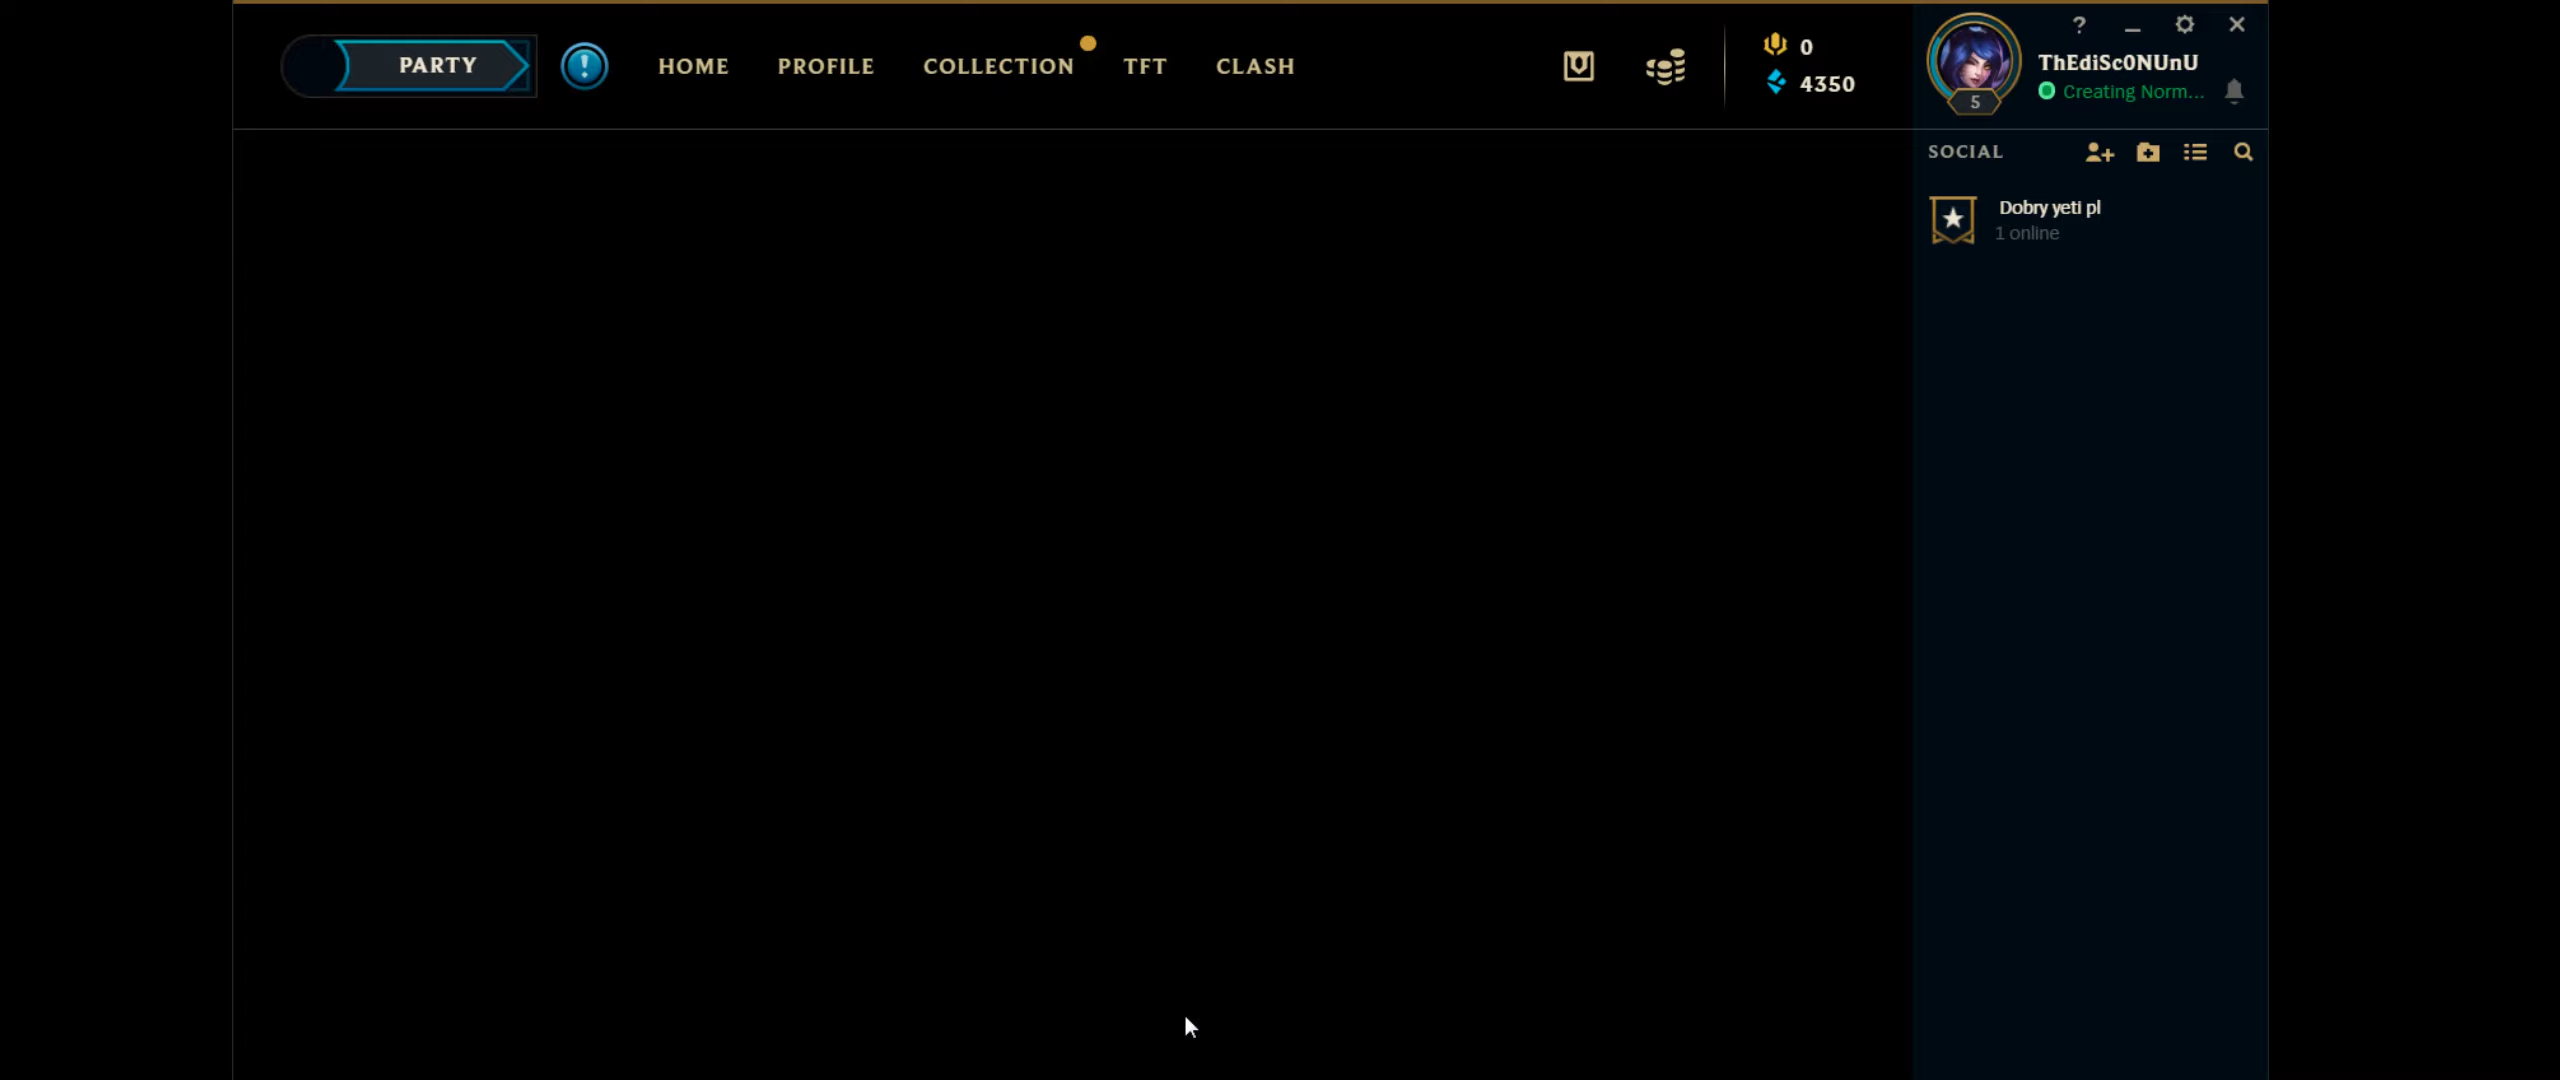 PARTY
HOME
PROFILE
COLLECTION
TFT
CLASH
0
4350
5
ThEdiSc0NUnU
Creating Norm...
SOCIAL
Dobry yeti pl
1 online